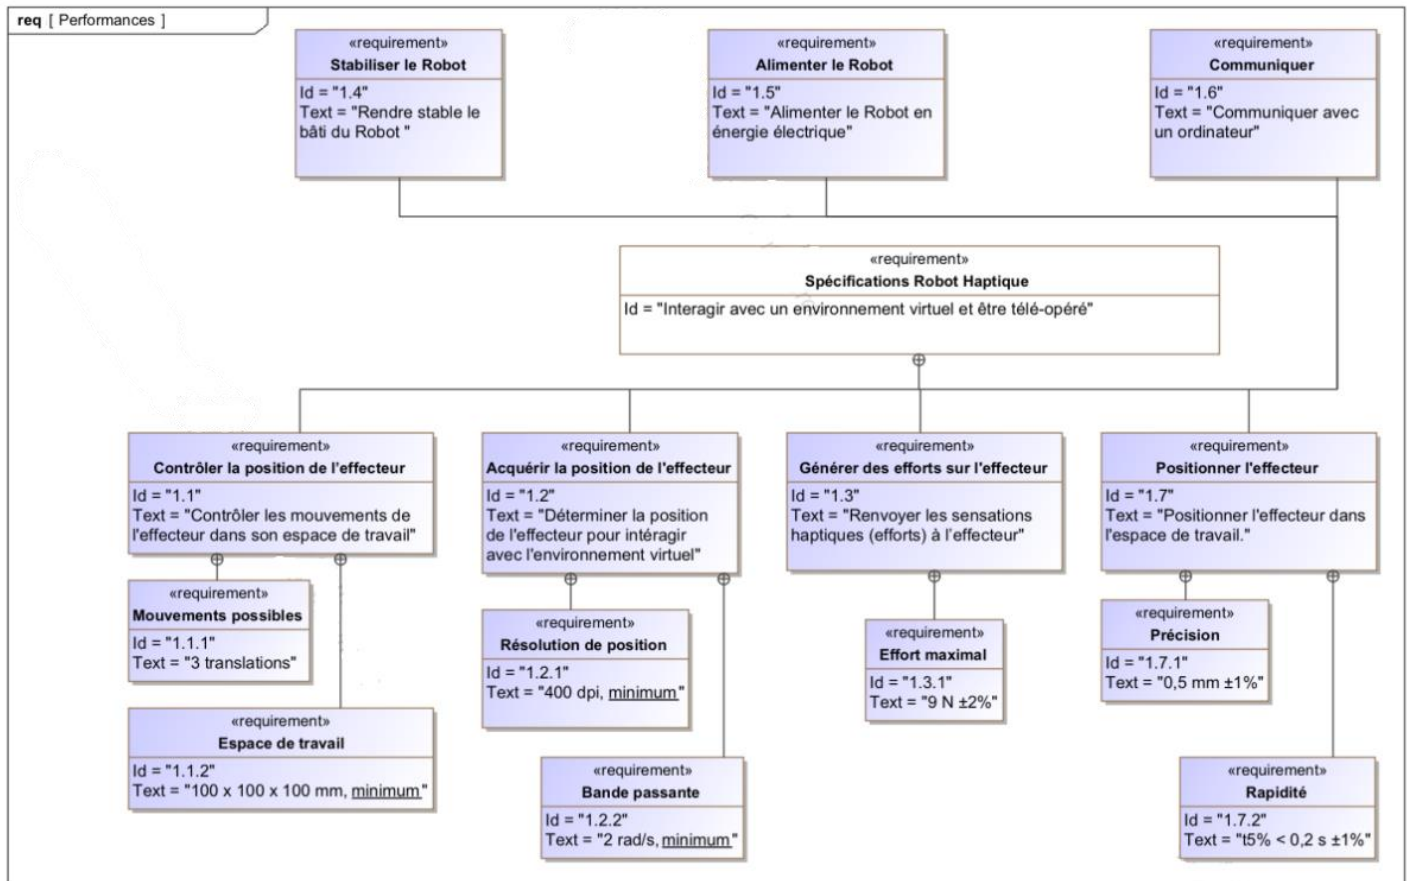 req [ Performances ]
«requirement»
Stabiliser le Robot
Id = "1.4"
Text = "Rendre stable le
bâti du Robot "
«requirement»
Alimenter le Robot
Id = "1.5"
Text = "Alimenter le Robot en
énergie électrique"
«requirement»
Communiquer
Id = "1.6"
Text = "Communiquer avec
un ordinateur"
«requirement»
Spécifications Robot Haptique
Id = "Interagir avec un environnement virtuel et être télé-opéré"
«requirement»
Contrôler la position de l'effecteur
Id = "1.1"
Text = "Contrôler les mouvements de
l'effecteur dans son espace de travail"
«requirement»
Acquérir la position de l'effecteur
Id = "1.2"
Text = "Déterminer la position
de l'effecteur pour intéragir
avec l'environnement virtuel"
«requirement»
Générer des efforts sur l'effecteur
Id = "1.3"
Text = "Renvoyer les sensations
haptiques (efforts) à l'effecteur"
«requirement»
Positionner l'effecteur
Id = "1.7"
Text = "Positionner l'effecteur dans
l'espace de travail."
«requirement»
Mouvements possibles
Id = "1.1.1"
Text = "3 translations"
«requirement»
Résolution de position
Id = "1.2.1"
Text = "400 dpi, minimum"
«requirement»
Effort maximal
Id = "1.3.1"
Text = "9 N ±2%"
«requirement»
Précision
Id = "1.7.1"
Text = "0,5 mm ±1%"
«requirement»
Espace de travail
Id = "1.1.2"
Text = "100 x 100 x 100 mm, minimum"
«requirement»
Bande passante
Id = "1.2.2"
Text = "2 rad/s, minimum"
«requirement»
Rapidité
Id = "1.7.2"
Text = "t5% < 0,2 s ±1%"